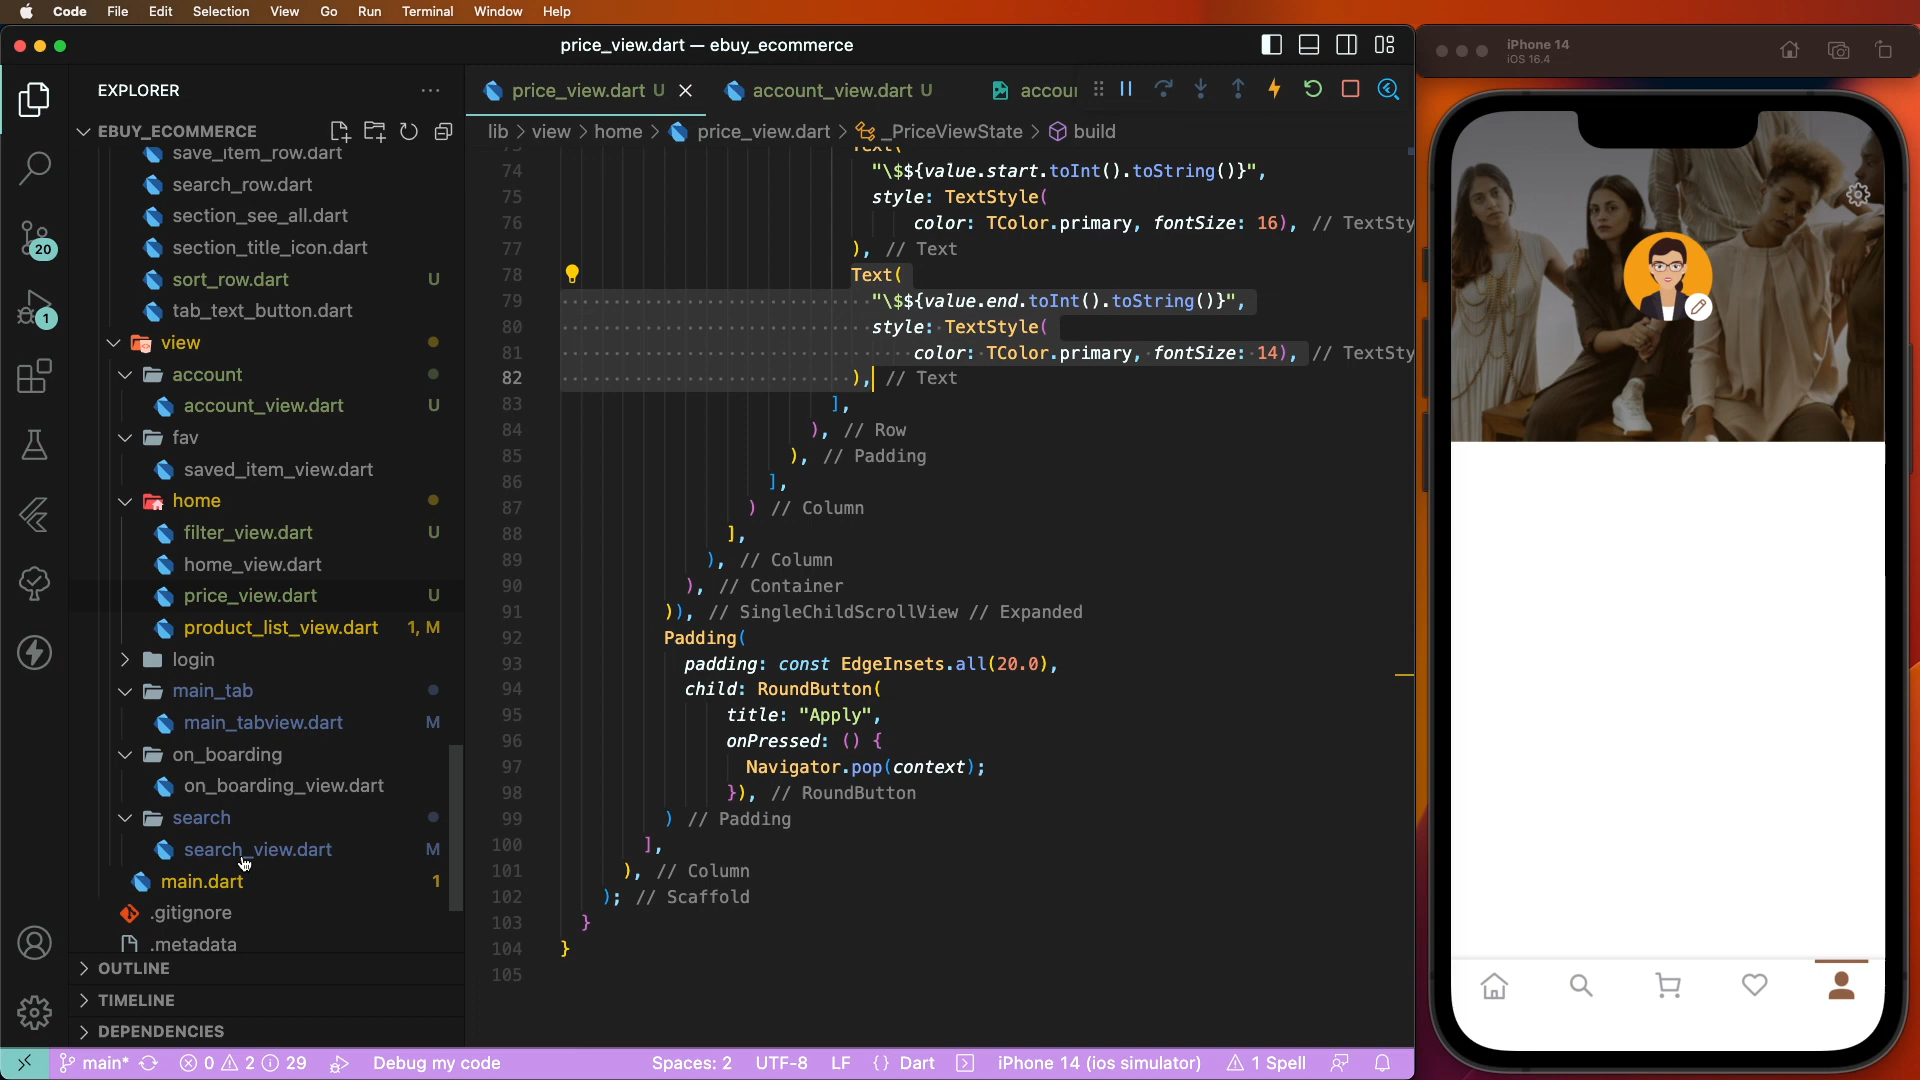 Code File Edit Selection View Go Run Terminal Window Help
price_view.dart — ebuy_ecommerce
iPhone 14
iOS 16.4
EXPLORER
EBUY_ECOMMERCE
save_item_row.dart
search_row.dart
section_see_all.dart
section_title_icon.dart
sort_row.dart U
tab_text_button.dart
view
account
account_view.dart U
fav
saved_item_view.dart
home
filter_view.dart U
home_view.dart
price_view.dart U
product_list_view.dart 1, M
login
main_tab
main_tabview.dart M
on_boarding
on_boarding_view.dart
search
search_view.dart M
main.dart 1
.gitignore
.metadata
OUTLINE
TIMELINE
DEPENDENCIES
20
1
price_view.dart U account_view.dart U accou
lib > view > home > price_view.dart > _PriceViewState > build
73 Text(
74 "\$${value.start.toInt().toString()}",
75 style: TextStyle(
76 color: TColor.primary, fontSize: 16), // TextSty
77 ), // Text
78 Text(
79 "\$${value.end.toInt().toString()}",
80 style: TextStyle(
81 color: TColor.primary, fontSize: 14), // TextSty
82 ), // Text
83 ],
84 ), // Row
85 ), // Padding
86 ],
87 ) // Column
88 ],
89 ), // Column
90 ), // Container
91 )), // SingleChildScrollView // Expanded
92 Padding(
93 padding: const EdgeInsets.all(20.0),
94 child: RoundButton(
95 title: "Apply",
96 onPressed: () {
97 Navigator.pop(context);
98 }), // RoundButton
99 ) // Padding
100 ],
101 ), // Column
102 ); // Scaffold
103 }
104 }
105
main* 0 2 29 Debug my code Spaces: 2 UTF-8 LF {} Dart iPhone 14 (ios simulator) 1 Spell